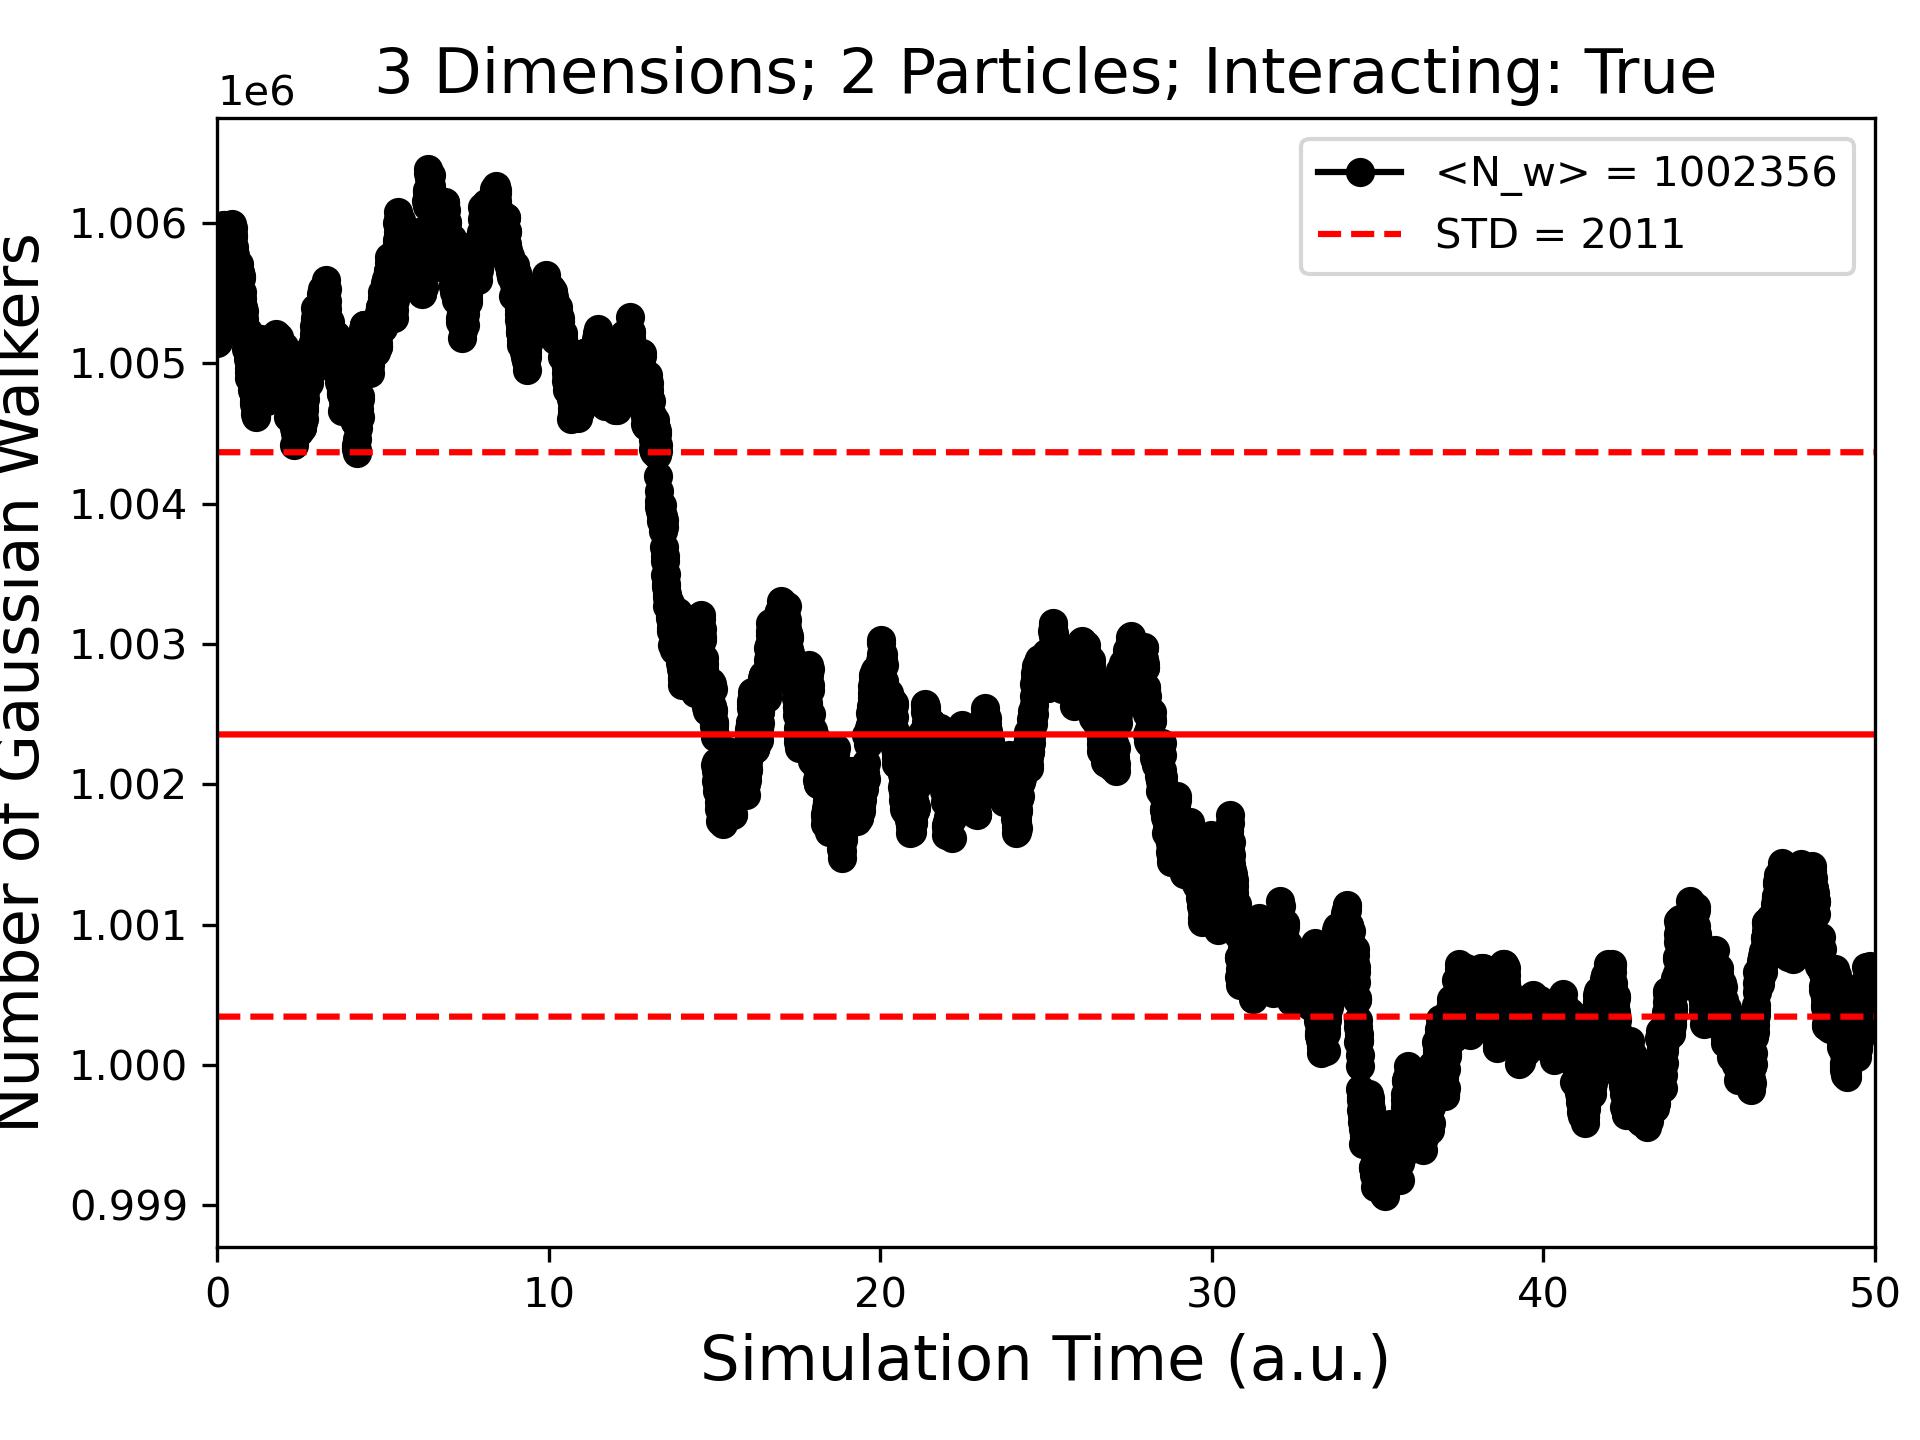 3 Dimensions; 2 Particles; Interacting: True
1e6
<N_w> = 1002356
STD = 2011
Number of Gaussian Walkers
1.006
1.005
1.004
1.003
1.002
1.001
1.000
0.999
0 10 20 30 40 50
Simulation Time (a.u.)